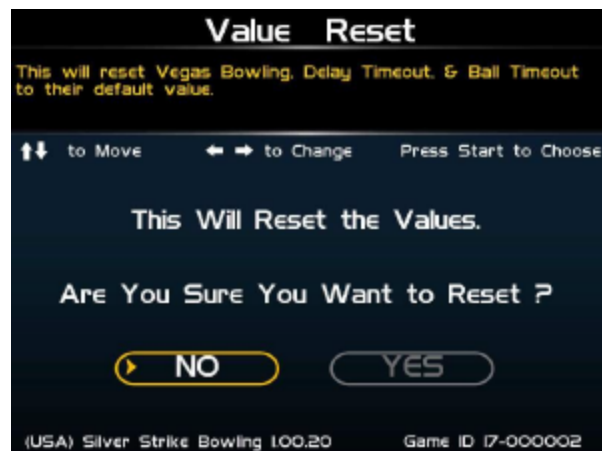 Value Reset
This will reset Vegas Bowling, Delay Timeout, & Ball Timeout
to their default value.
to Move to Change Press Start to Choose
This Will Reset the Values.
Are You Sure You Want to Reset ?
NO YES
(USA) Silver Strike Bowling 1.00.20 Game ID 17-000002